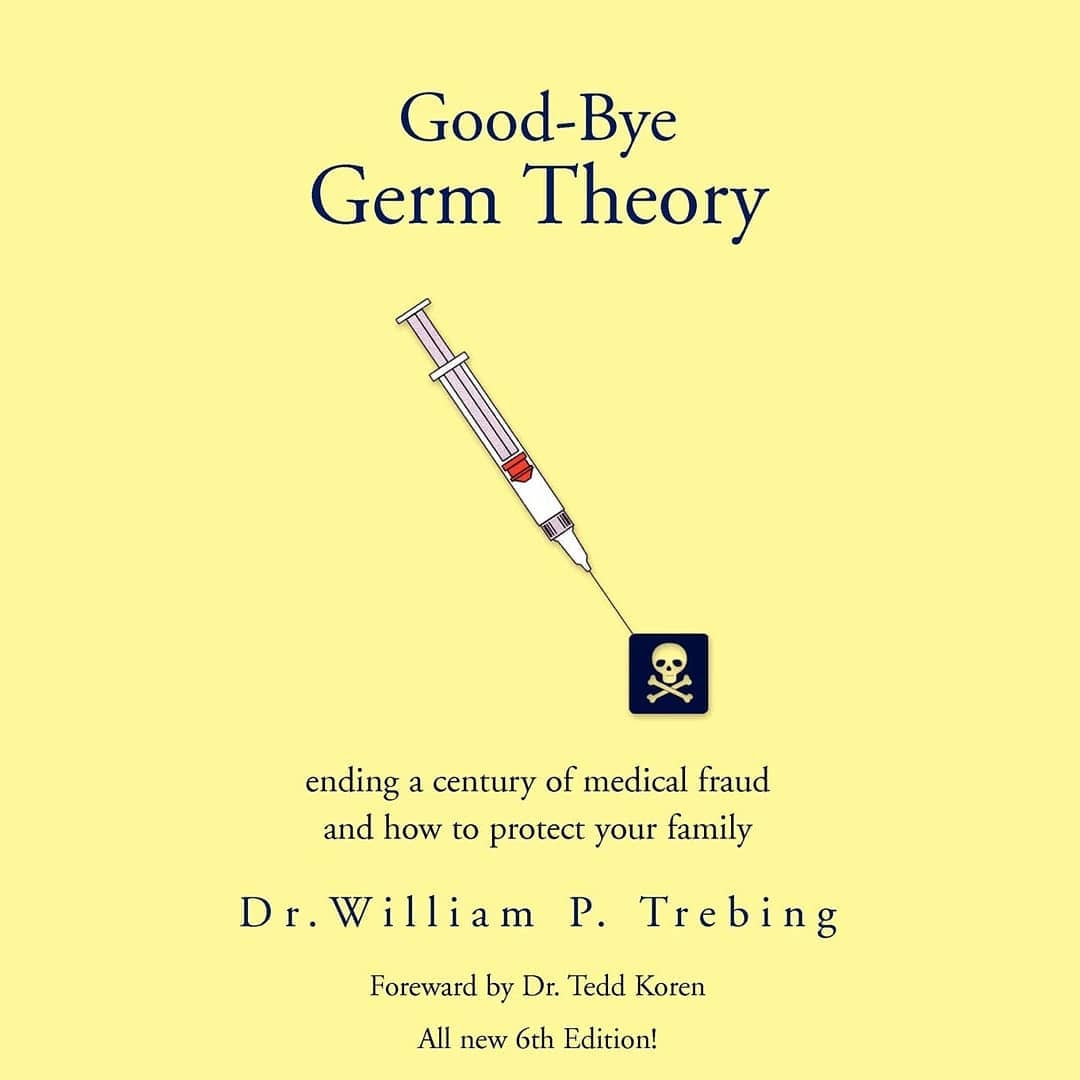 Good-Bye
Germ Theory
ending a century of medical fraud
and how to protect your family
Dr. William P. Trebing
Foreward by Dr. Tedd Koren
All new 6th Edition!